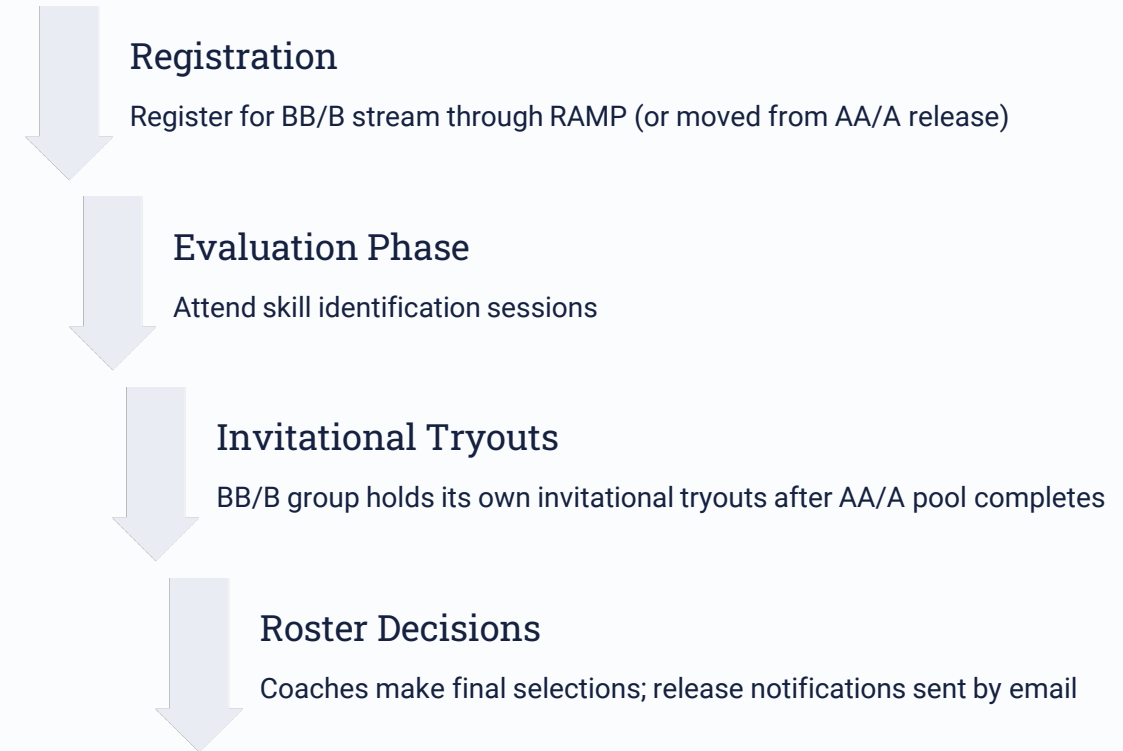 Registration
Register for BB/B stream through RAMP (or moved from AA/A release)
Evaluation Phase
Attend skill identification sessions
Invitational Tryouts
BB/B group holds its own invitational tryouts after AA/A pool completes
Roster Decisions
Coaches make final selections; release notifications sent by email